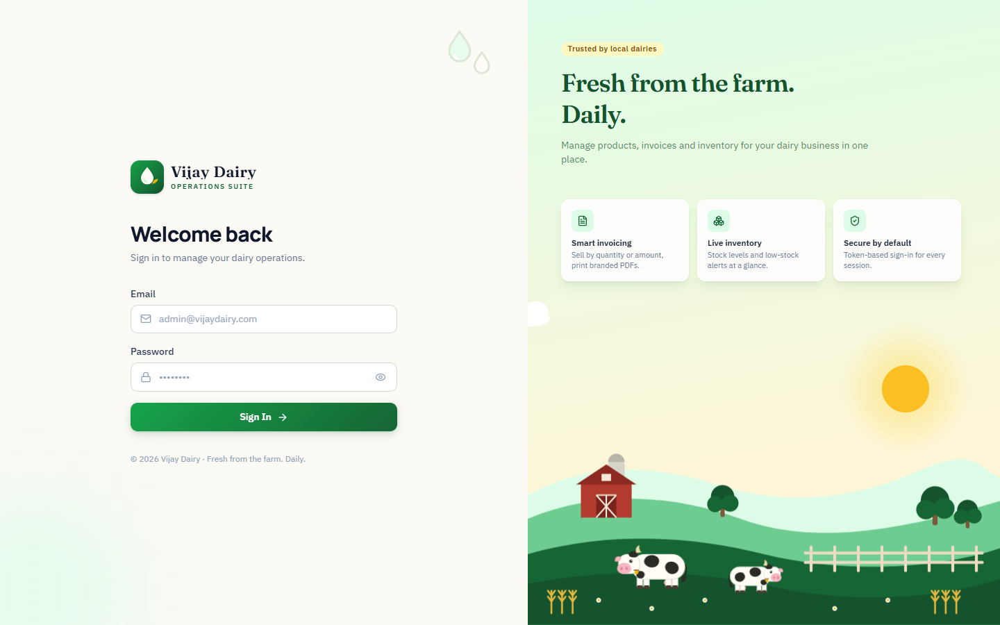 Vijay Dairy
OPERATIONS SUITE
Welcome back
Sign in to manage your dairy operations.
Email
admin@vijaydairy.com
Password
••••••••
Sign In →
© 2026 Vijay Dairy · Fresh from the farm. Daily.
Trusted by local dairies
Fresh from the farm.
Daily.
Manage products, invoices and inventory for your dairy business in one
place.
Smart invoicing
Sell by quantity or amount,
print branded PDFs.
Live inventory
Stock levels and low-stock
alerts at a glance.
Secure by default
Token-based sign-in for every
session.